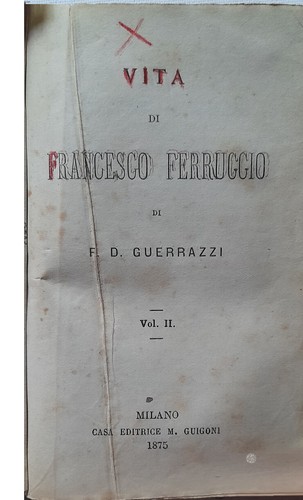 VITA
DI
FRANCESCO FERRUCCIO
DI
F. D. GUERRAZZI
Vol. II.
MILANO
CASA EDITRICE M. GUIGONI
1875